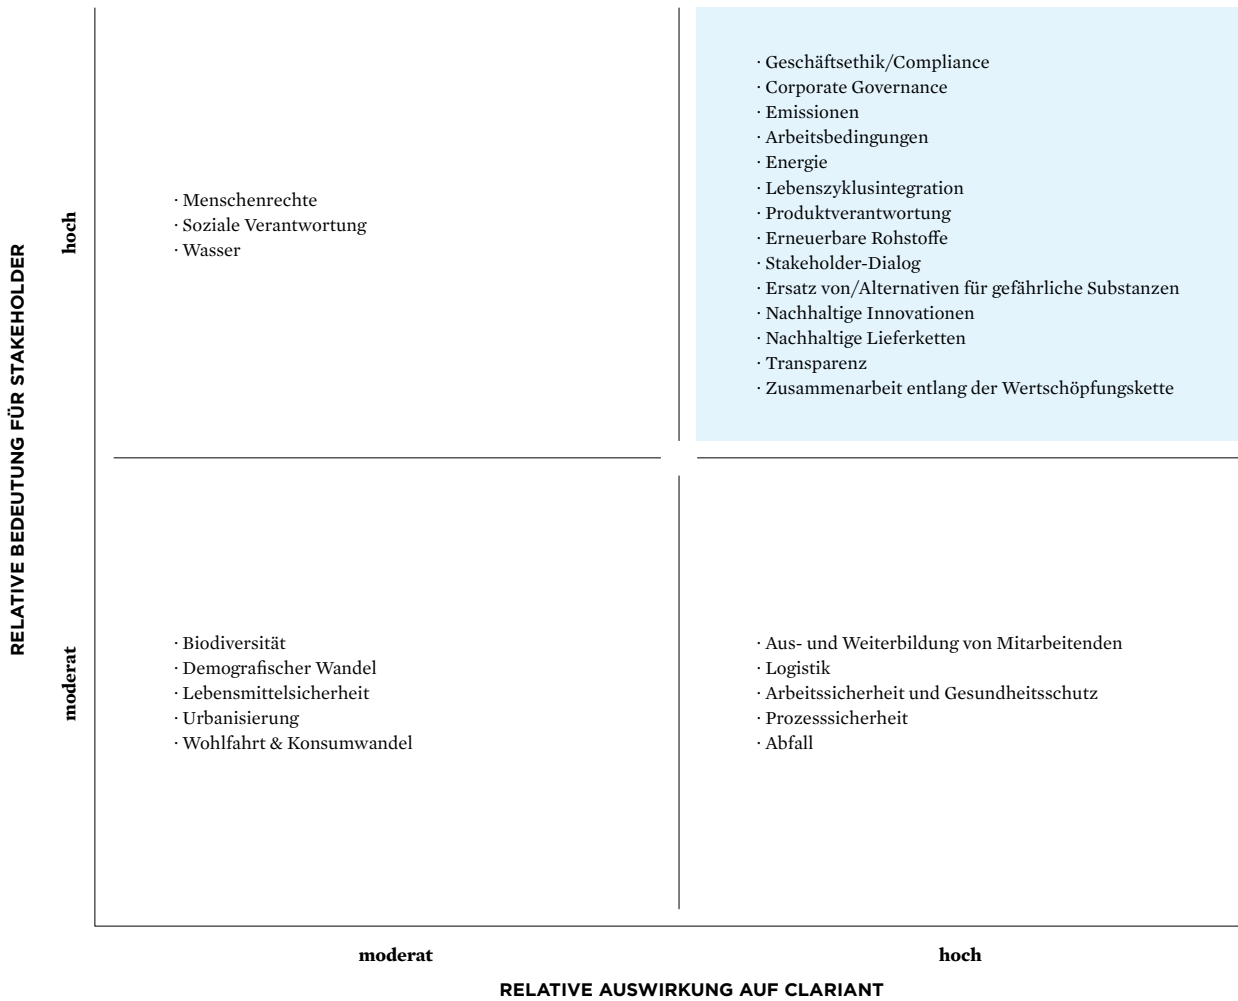 RELATIVE BEDEUTUNG FÜR STAKEHOLDER
hoch
· Menschenrechte
· Soziale Verantwortung
· Wasser
· Geschäftsethik/Compliance
· Corporate Governance
· Emissionen
· Arbeitsbedingungen
· Energie
· Lebenszyklusintegration
· Produktverantwortung
· Erneuerbare Rohstoffe
· Stakeholder-Dialog
· Ersatz von/Alternativen für gefährliche Substanzen
· Nachhaltige Innovationen
· Nachhaltige Lieferketten
· Transparenz
· Zusammenarbeit entlang der Wertschöpfungskette
moderat
· Biodiversität
· Demografischer Wandel
· Lebensmittelsicherheit
· Urbanisierung
· Wohlfahrt & Konsumwandel
· Aus- und Weiterbildung von Mitarbeitenden
· Logistik
· Arbeitssicherheit und Gesundheitsschutz
· Prozesssicherheit
· Abfall
moderat
hoch
RELATIVE AUSWIRKUNG AUF CLARIANT